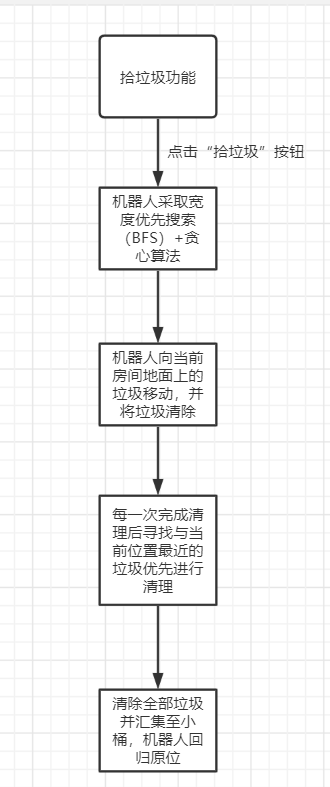 拾垃圾功能
点击“拾垃圾”按钮
机器人采取宽
度优先搜索
（BFS）+贪
心算法
机器人向当前
房间地面上的
垃圾移动，并
将垃圾清除
每一次完成清
理后寻找与当
前位置最近的
垃圾优先进行
清理
清除全部垃圾
并汇集至小
桶，机器人回
归原位